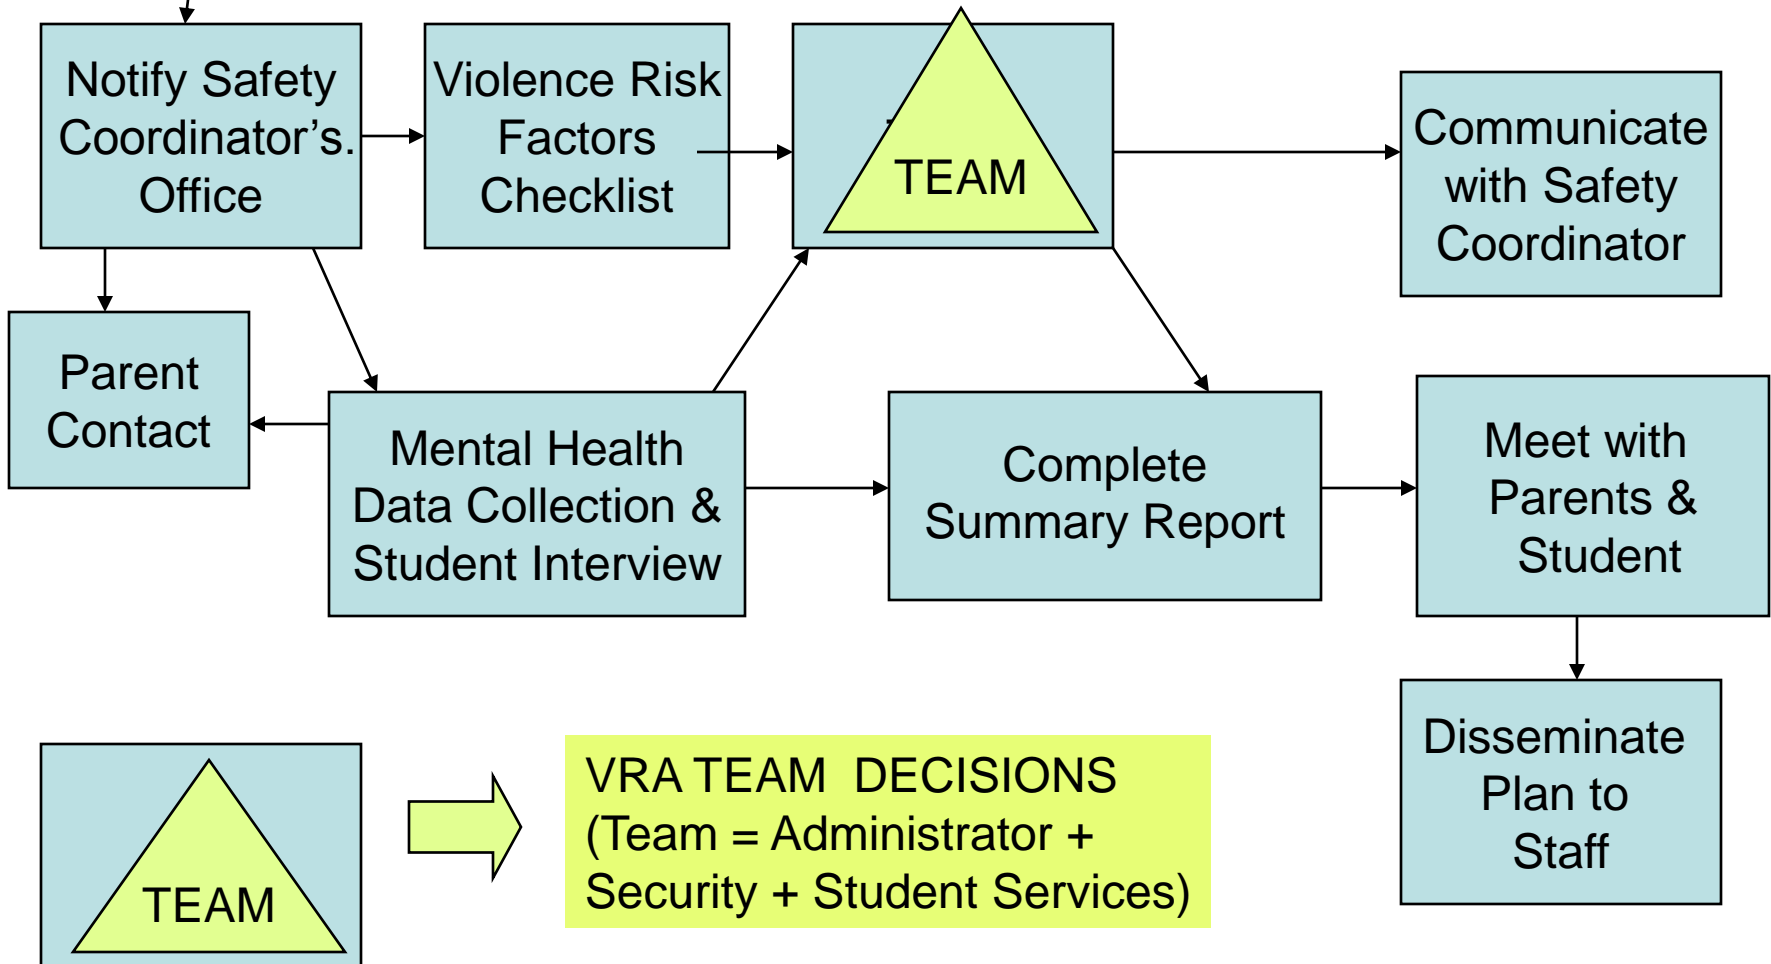 Notify Safety
Coordinator’s.
Office
Violence Risk
Factors
Checklist
TEAM
Communicate
with Safety
Coordinator
Parent
Contact
Mental Health
Data Collection &
Student Interview
Complete
Summary Report
Meet with
Parents &
Student
Disseminate
Plan to
Staff
TEAM
VRA TEAM  DECISIONS
(Team = Administrator +
Security + Student Services)